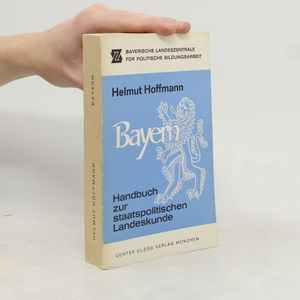 BAYERISCHE LANDESZENTRALE
FÜR POLITISCHE BILDUNGSARBEIT
Helmut Hoffmann
Bayern
Handbuch
zur
staatspolitischen
Landeskunde
GÜNTER OLZOG VERLAG MÜNCHEN
HELMUT HOFFMANN
BAYERN